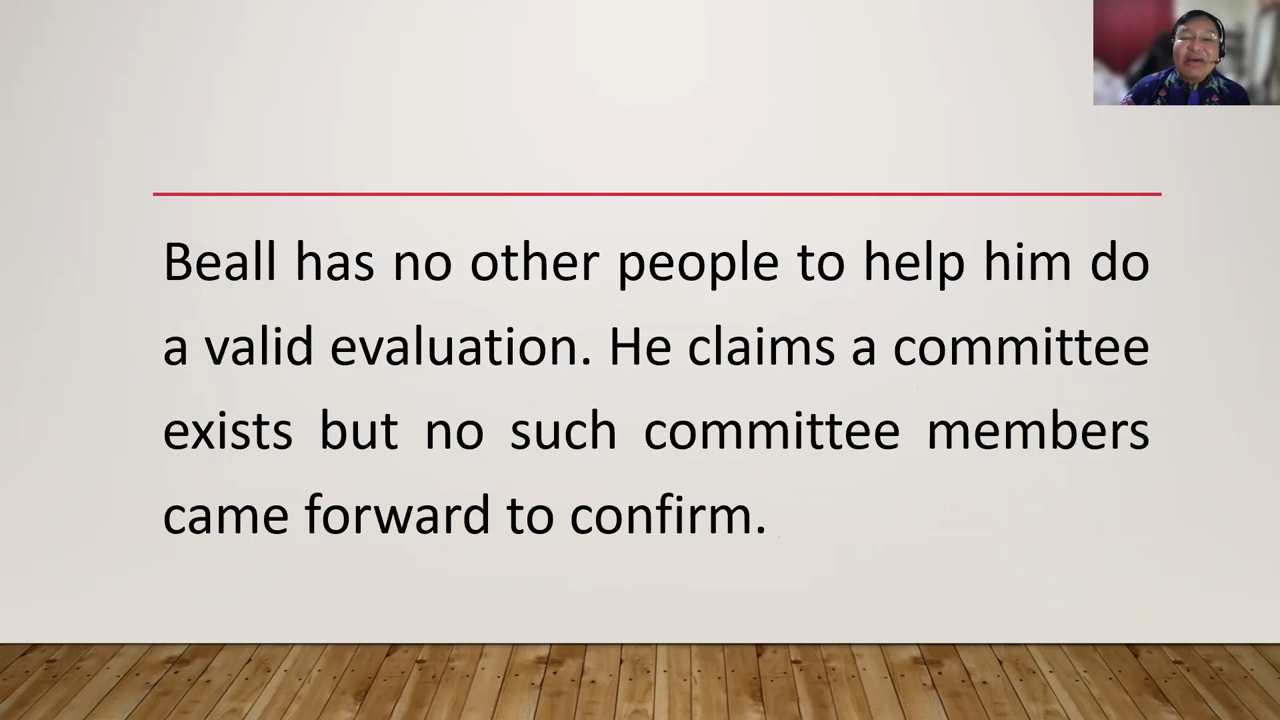 Beall has no other people to help him do
a valid evaluation. He claims a committee
exists but no such committee members
came forward to confirm.